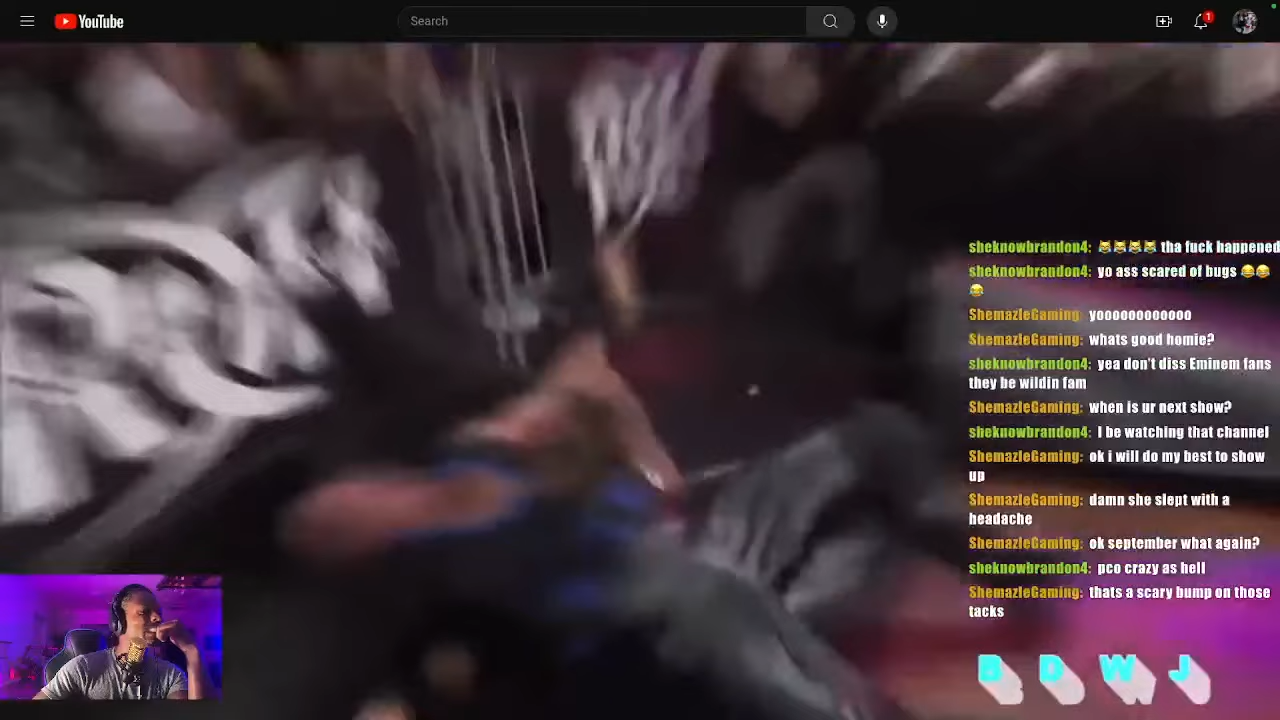 YouTube
Search
1
sheknowbrandon4: 😹😹😹😹 tha fuck happened
sheknowbrandon4: yo ass scared of bugs 😂😂
😂
ShemazleGaming: yoooooooooooo
ShemazleGaming: whats good homie?
sheknowbrandon4: yea don't diss Eminem fans
they be wildin fam
ShemazleGaming: when is ur next show?
sheknowbrandon4: I be watching that channel
ShemazleGaming: ok i will do my best to show
up
ShemazleGaming: damn she slept with a
headache
ShemazleGaming: ok september what again?
sheknowbrandon4: pco crazy as hell
ShemazleGaming: thats a scary bump on those
tacks
B D W J